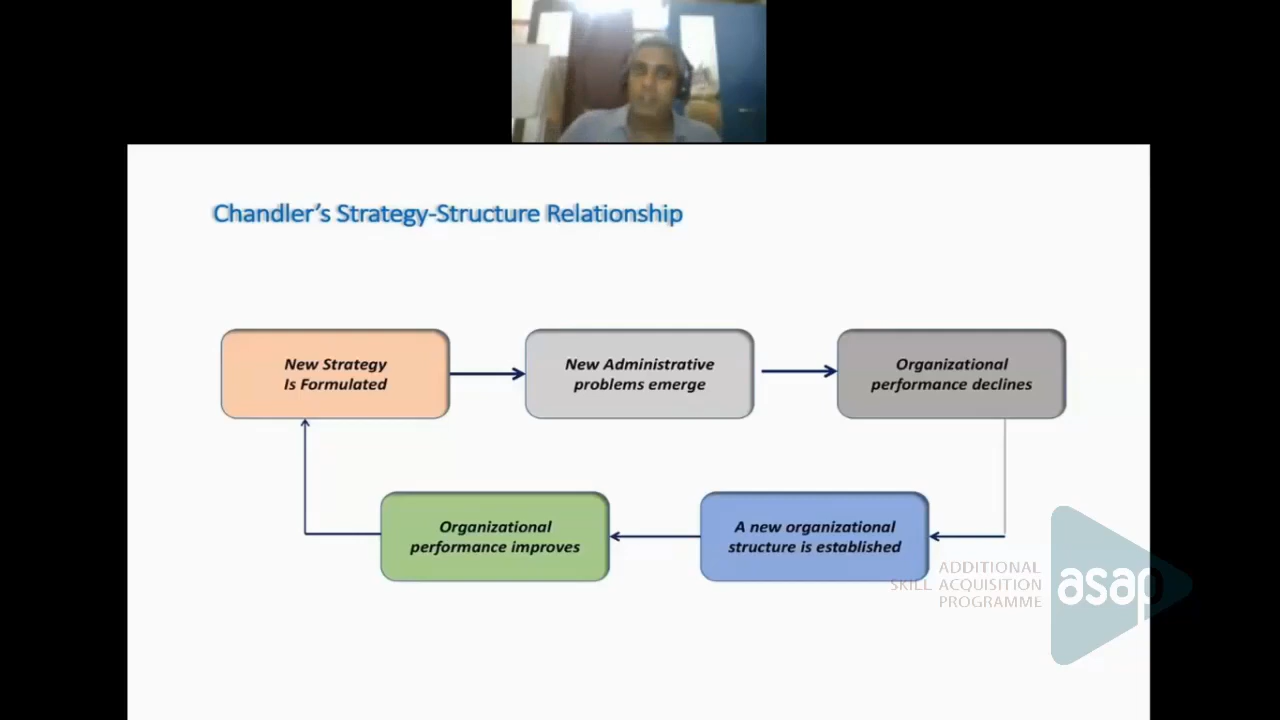 Chandler's Strategy-Structure Relationship
New Strategy
Is Formulated
New Administrative
problems emerge
Organizational
performance declines
Organizational
performance improves
A new organizational
structure is established
ADDITIONAL
SKILL ACQUISITION
PROGRAMME
asap